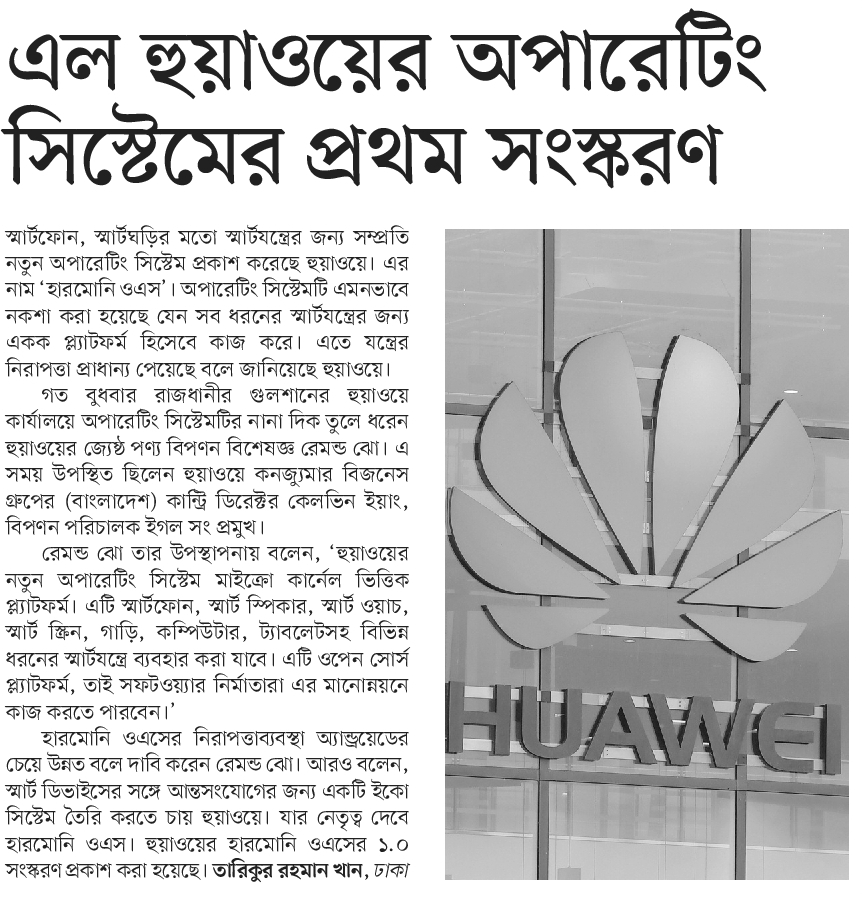 এল হুয়াওয়ের অপারেটিং
সিস্টেমের প্রথম সংস্করণ
স্মার্টফোন, স্মার্টঘড়ির মতো স্মার্টযন্ত্রের জন্য সম্প্রতি
নতুন অপারেটিং সিস্টেম প্রকাশ করেছে হুয়াওয়ে। এর
নাম ‘হারমোনি ওএস’। অপারেটিং সিস্টেমটি এমনভাবে
নকশা করা হয়েছে যেন সব ধরনের স্মার্টযন্ত্রের জন্য
একক প্ল্যাটফর্ম হিসেবে কাজ করে। এতে যন্ত্রের
নিরাপত্তা প্রাধান্য পেয়েছে বলে জানিয়েছে হুয়াওয়ে।
গত বুধবার রাজধানীর গুলশানের হুয়াওয়ে
কার্যালয়ে অপারেটিং সিস্টেমটির নানা দিক তুলে ধরেন
হুয়াওয়ের জ্যেষ্ঠ পণ্য বিপণন বিশেষজ্ঞ রেমন্ড ঝো। এ
সময় উপস্থিত ছিলেন হুয়াওয়ে কনজ্যুমার বিজনেস
গ্রুপের (বাংলাদেশ) কান্ট্রি ডিরেক্টর কেলভিন ইয়াং,
বিপণন পরিচালক ইগল সং প্রমুখ।
রেমন্ড ঝো তার উপস্থাপনায় বলেন, ‘হুয়াওয়ের
নতুন অপারেটিং সিস্টেম মাইক্রো কার্নেল ভিত্তিক
প্ল্যাটফর্ম। এটি স্মার্টফোন, স্মার্ট স্পিকার, স্মার্ট ওয়াচ,
স্মার্ট স্ক্রিন, গাড়ি, কম্পিউটার, ট্যাবলেটসহ বিভিন্ন
ধরনের স্মার্টযন্ত্রে ব্যবহার করা যাবে। এটি ওপেন সোর্স
প্ল্যাটফর্ম, তাই সফটওয়্যার নির্মাতারা এর মানোন্নয়নে
কাজ করতে পারবেন।’
হারমোনি ওএসের নিরাপত্তাব্যবস্থা অ্যান্ড্রয়েডের
চেয়ে উন্নত বলে দাবি করেন রেমন্ড ঝো। আরও বলেন,
স্মার্ট ডিভাইসের সঙ্গে আন্তসংযোগের জন্য একটি ইকো
সিস্টেম তৈরি করতে চায় হুয়াওয়ে। যার নেতৃত্ব দেবে
হারমোনি ওএস। হুয়াওয়ের হারমোনি ওএসের ১.০
সংস্করণ প্রকাশ করা হয়েছে। তারিকুর রহমান খান, ঢাকা
HUAWEI